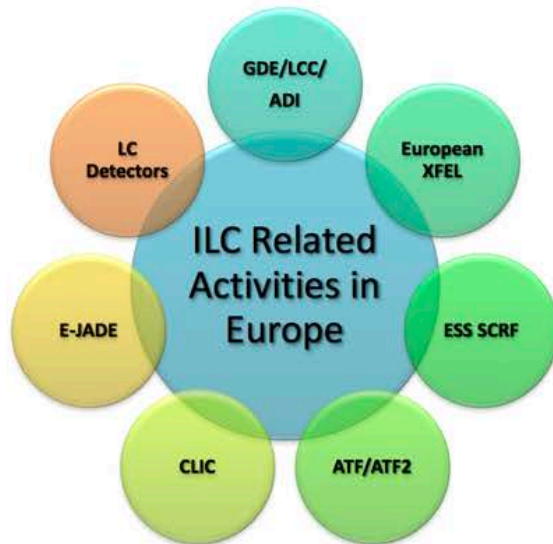 GDE/LCC/
ADI
LC
Detectors
European
XFEL
ILC Related
Activities in
Europe
E-JADE
ESS SCRF
CLIC
ATF/ATF2